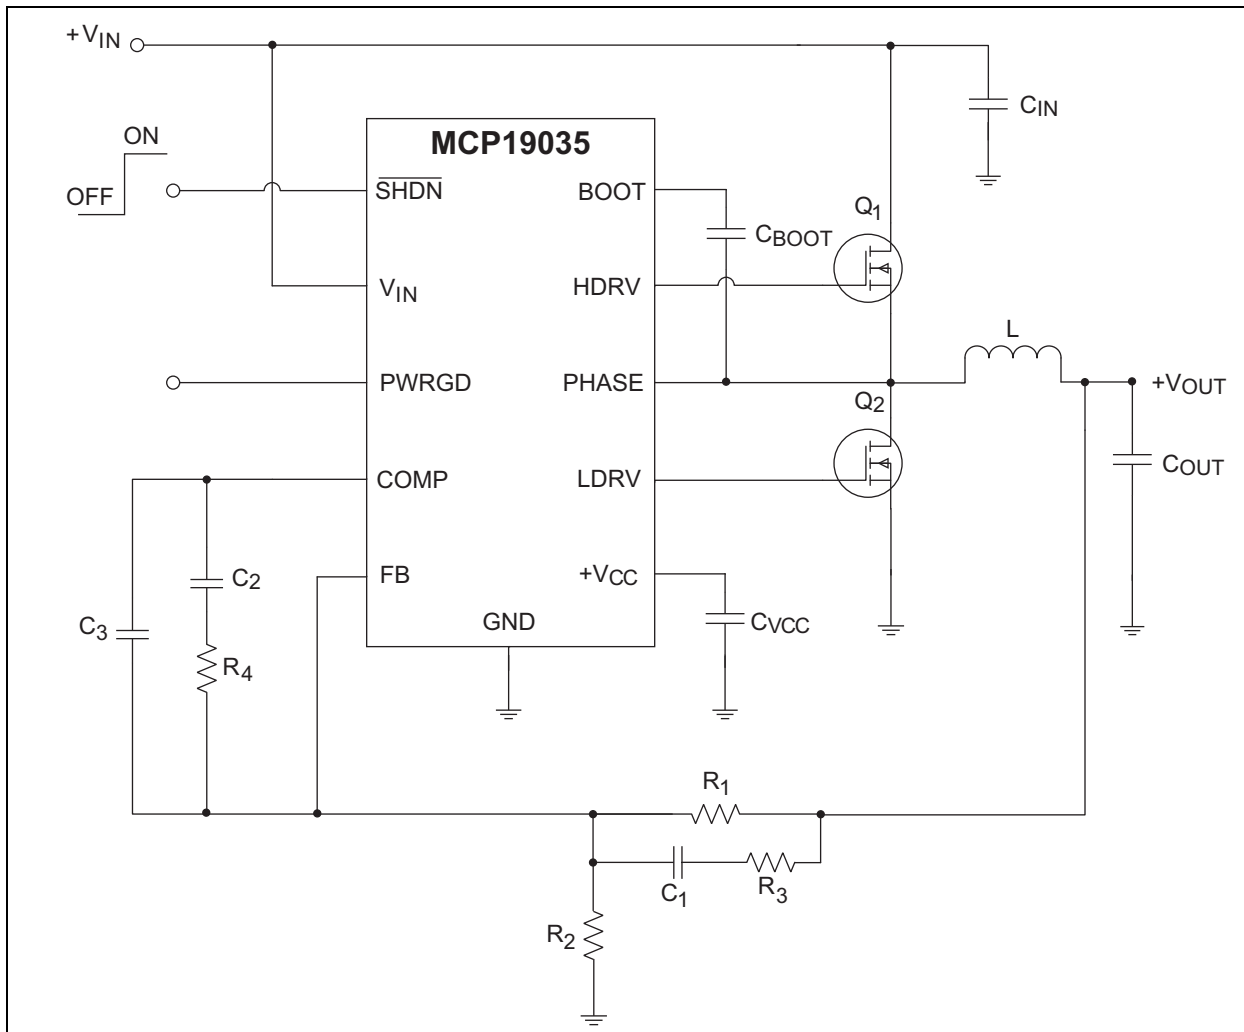 +VIN
CIN
ON
OFF
MCP19035
SHDN
BOOT
CBOOT
Q1
VIN
HDRV
L
PWRGD
PHASE
+VOUT
Q2
COMP
LDRV
COUT
C2
FB
+VCC
C3
GND
CVCC
R4
R1
C1
R3
R2